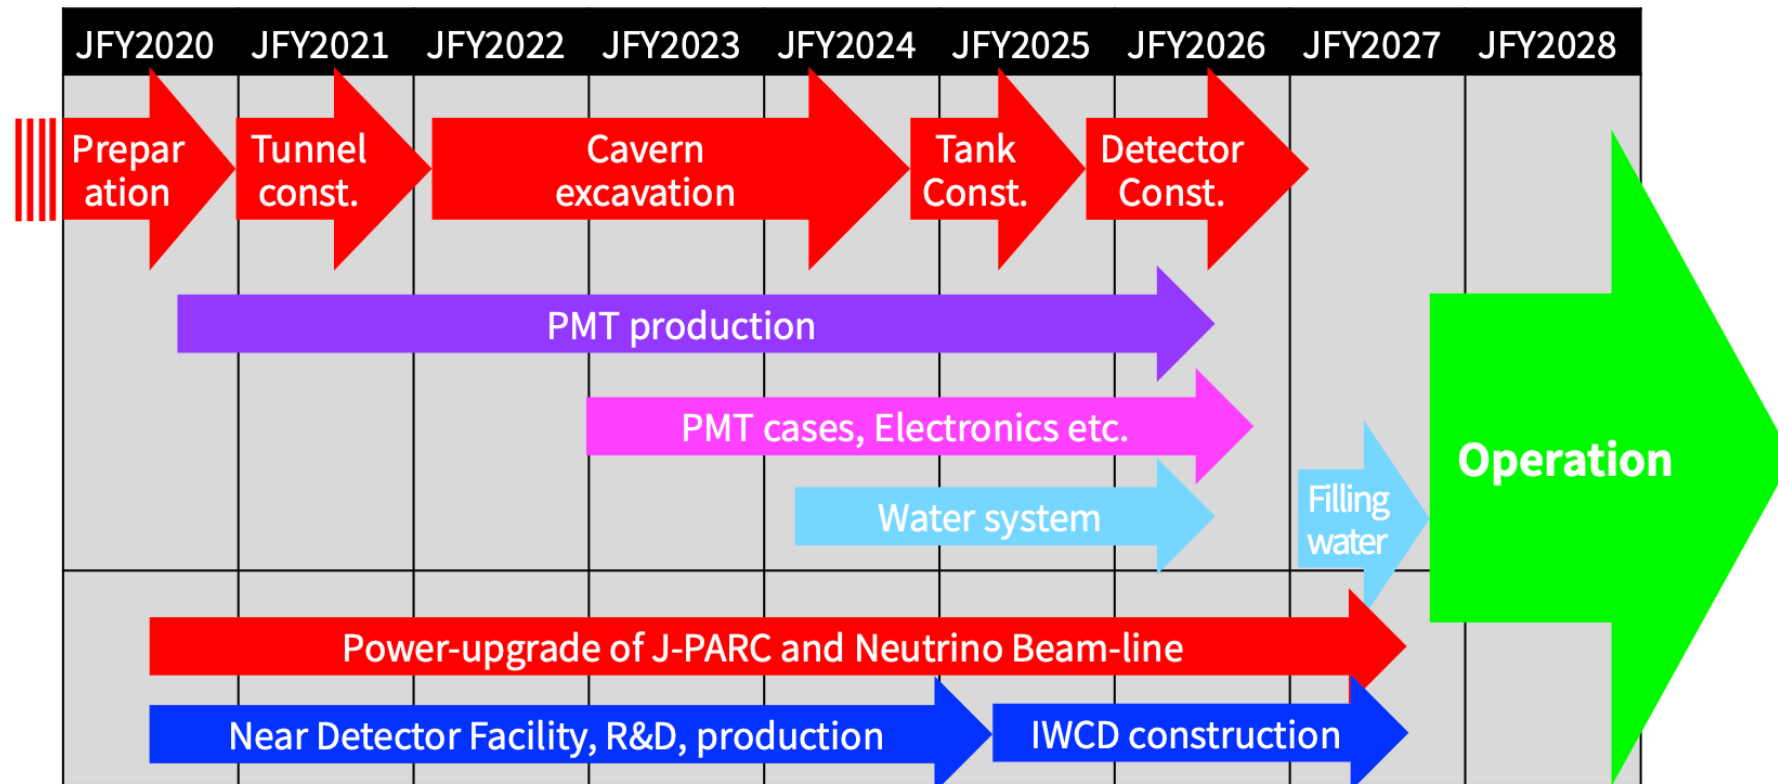 JFY2020 JFY2021 JFY2022 JFY2023 JFY2024 JFY2025 JFY2026 JFY2027 JFY2028
Prepar
ation
Tunnel
const.
Cavern
excavation
Tank
Const.
Detector
Const.
PMT production
PMT cases, Electronics etc.
Water system
Filling
water
Operation
Power-upgrade of J-PARC and Neutrino Beam-line
Near Detector Facility, R&D, production
IWCD construction